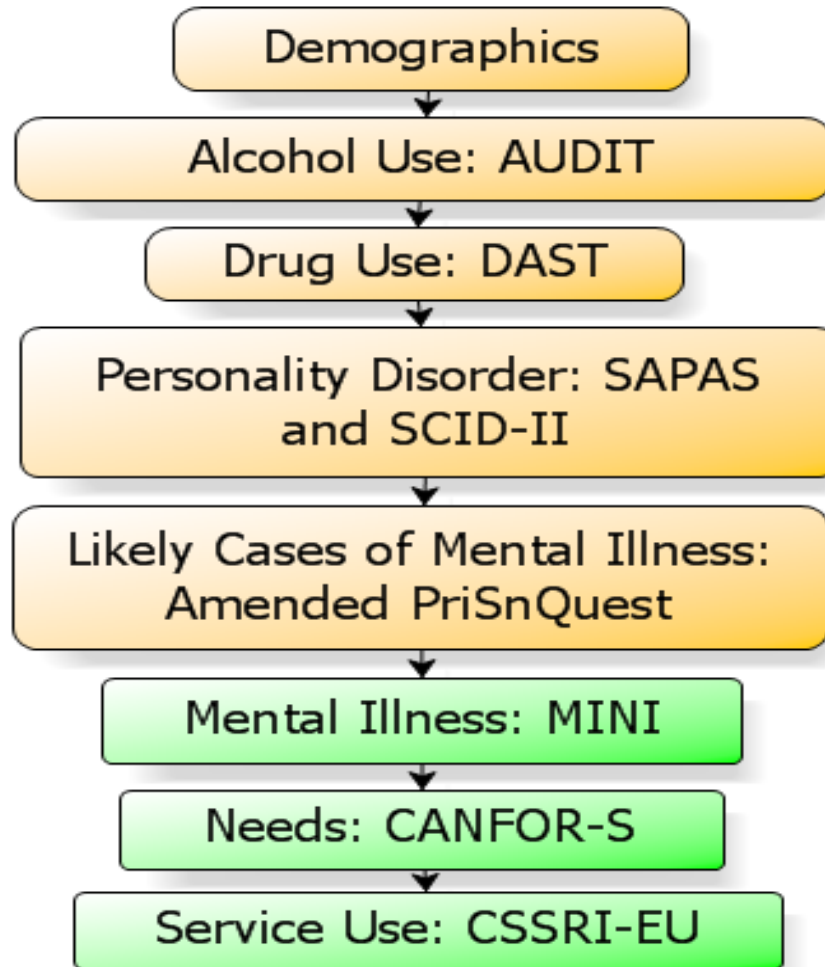 Demographics
Alcohol Use: AUDIT
Drug Use: DAST
Personality Disorder: SAPAS
and SCID-II
Likely Cases of Mental Illness:
Amended PriSnQuest
Mental Illness: MINI
Needs: CANFOR-S
Service Use: CSSRI-EU